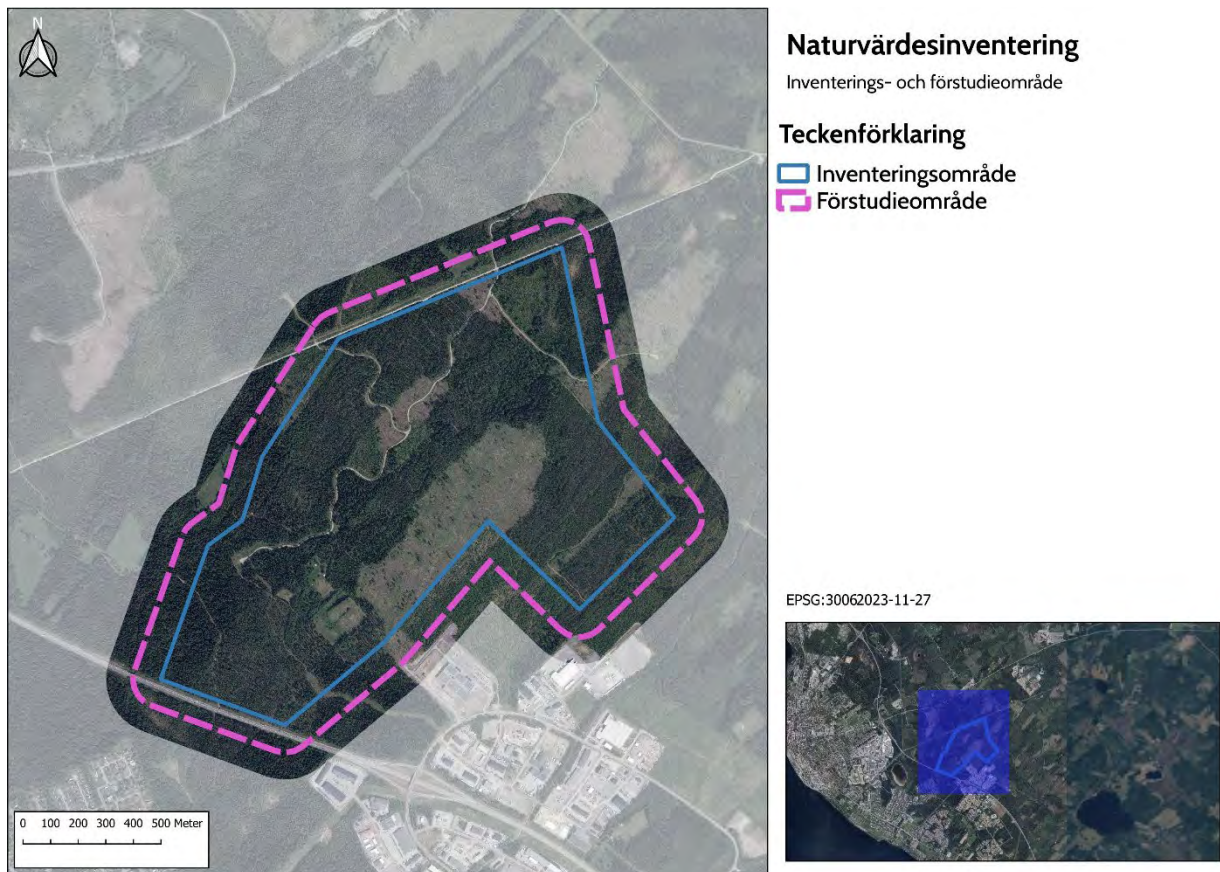 N
Naturvärdesinventering
Inventerings- och förstudieområde
Teckenförklaring
Inventeringsområde
Förstudieområde
EPSG:30062023-11-27
0 100 200 300 400 500 Meter